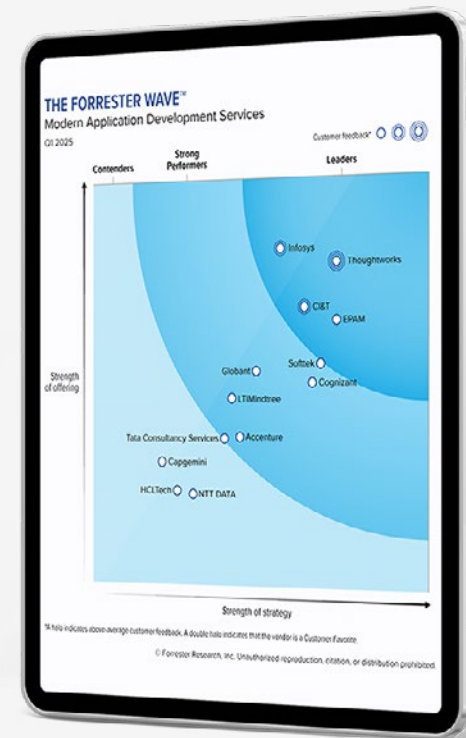 THE FORRESTER WAVE™
Modern Application Development Services
Q1 2025
Customer feedback*
Contenders
Strong
Performers
Leaders
Infosys
Thoughtworks
CI&T
EPAM
Softtek
Globant
Cognizant
LTIMindtree
Tata Consultancy Services
Accenture
Capgemini
HCLTech
NTT DATA
Strength
of offering
Strength of strategy
*A halo indicates above-average customer feedback. A double halo indicates that the vendor is a Customer Favorite.
© Forrester Research, Inc. Unauthorized reproduction, citation, or distribution prohibited.